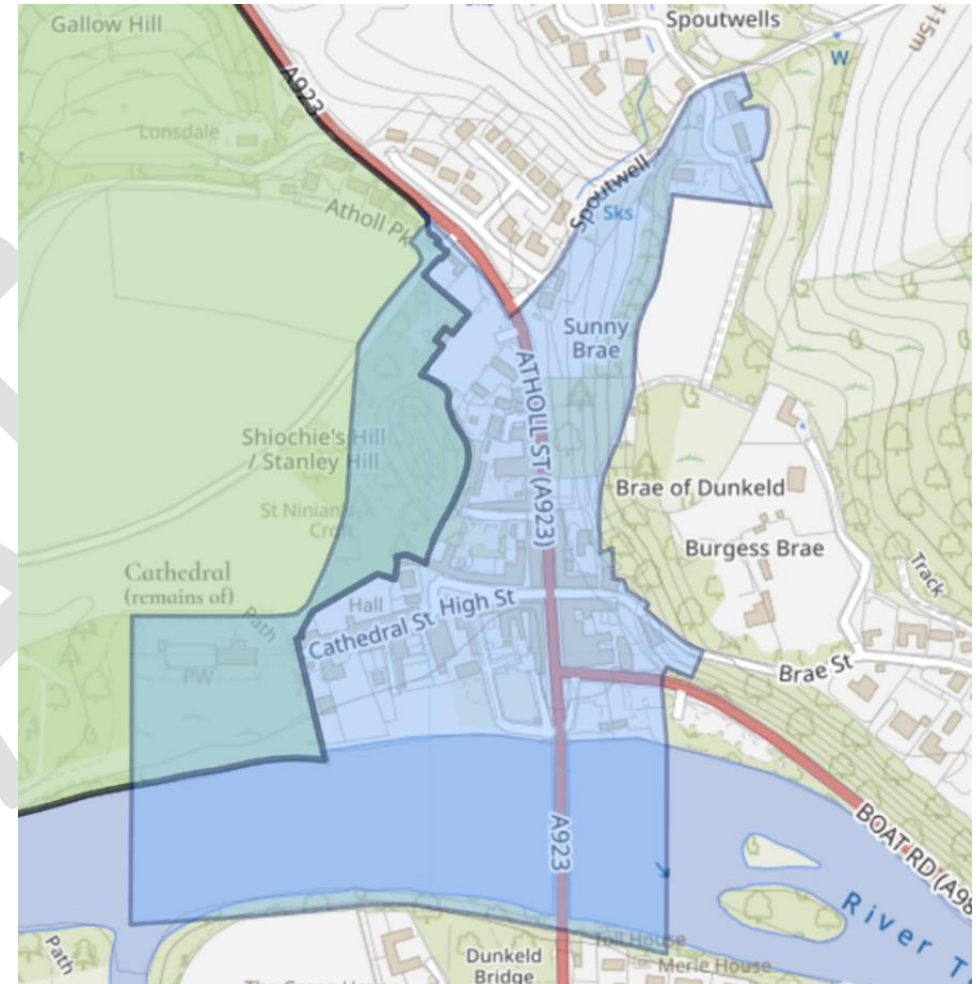 Gallow Hill
Spoutwells
115m
W
A923
Lonsdale
Atholl Pk
Spoutwell
Sks
Sunny
Brae
ATHOLL ST (A923)
Shiochie's Hill
/ Stanley Hill
Brae of Dunkeld
St Ninian's
Cro
Burgess Brae
Track
Cathedral
(remains of)
Path
Hall
High St
Cathedral St
PW
Brae St
A923
BOAT RD (A98
River T
Path
Dunkeld
Bridge
Toll House
Merle House